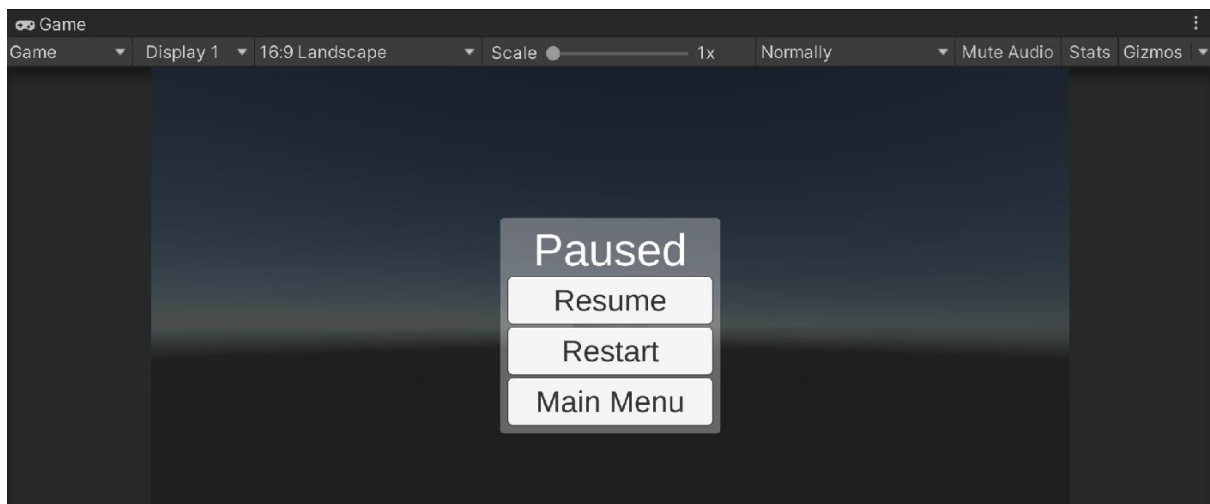 Game
Game Display 1 16:9 Landscape Scale 1x Normally Mute Audio Stats Gizmos
Paused
Resume
Restart
Main Menu